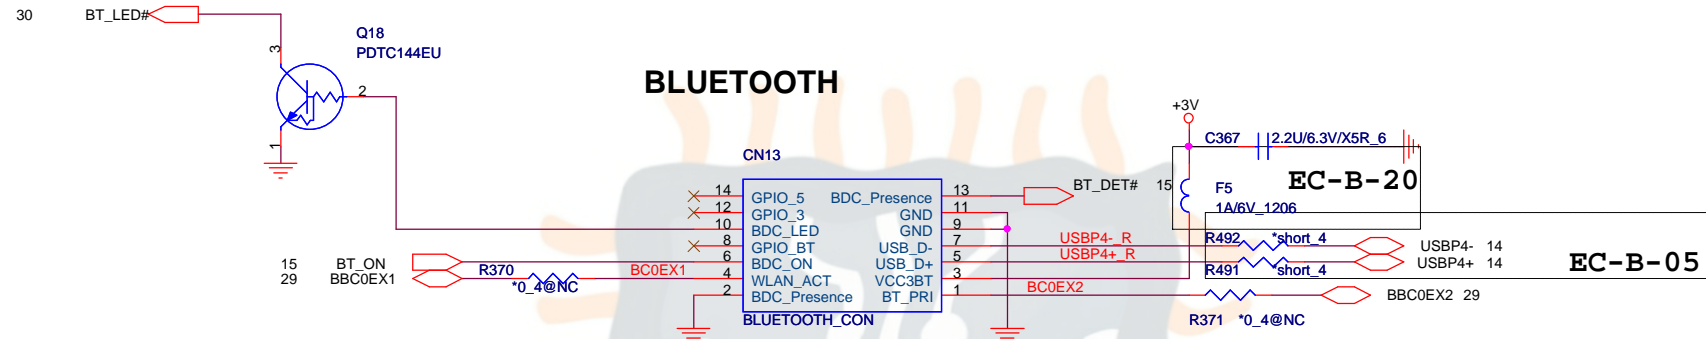 30 BT_LED#
Q18
PDTC144EU
3
2
1
BLUETOOTH
+3V
C367 2.2U/6.3V/X5R_6
CN13
EC-B-20
F5
1A/6V_1206
14 GPIO_5 BDC_Presence 13 BT_DET# 15
12 GPIO_3 GND 11
10 BDC_LED GND 9
8 GPIO_BT USB_D- 7 USBP4-_R R492 *short_4 USBP4- 14
15 BT_ON 6 BDC_ON USB_D+ 5 USBP4+_R R491 *short_4 USBP4+ 14
EC-B-05
29 BBC0EX1 R370 *0_4@NC BC0EX1 4 WLAN_ACT VCC3BT 3
2 BDC_Presence BT_PRI 1 BC0EX2 BBC0EX2 29
BLUETOOTH_CON
R371 *0_4@NC